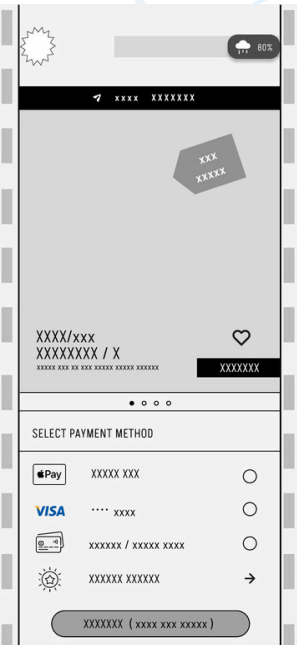 80%
xxxx XXXXXXX
xxx
xxxxx
XXXX/xxx
XXXXXXXX / X
xxxxx xxx xx xxx xxxxx xxxxx xxxxxx
XXXXXXX
SELECT PAYMENT METHOD
Pay XXXXX XXX
VISA ···· xxxx
xxxxxx / xxxxx xxxx
XXXXXX XXXXXX
XXXXXXX ( xxxx xxx xxxxx )